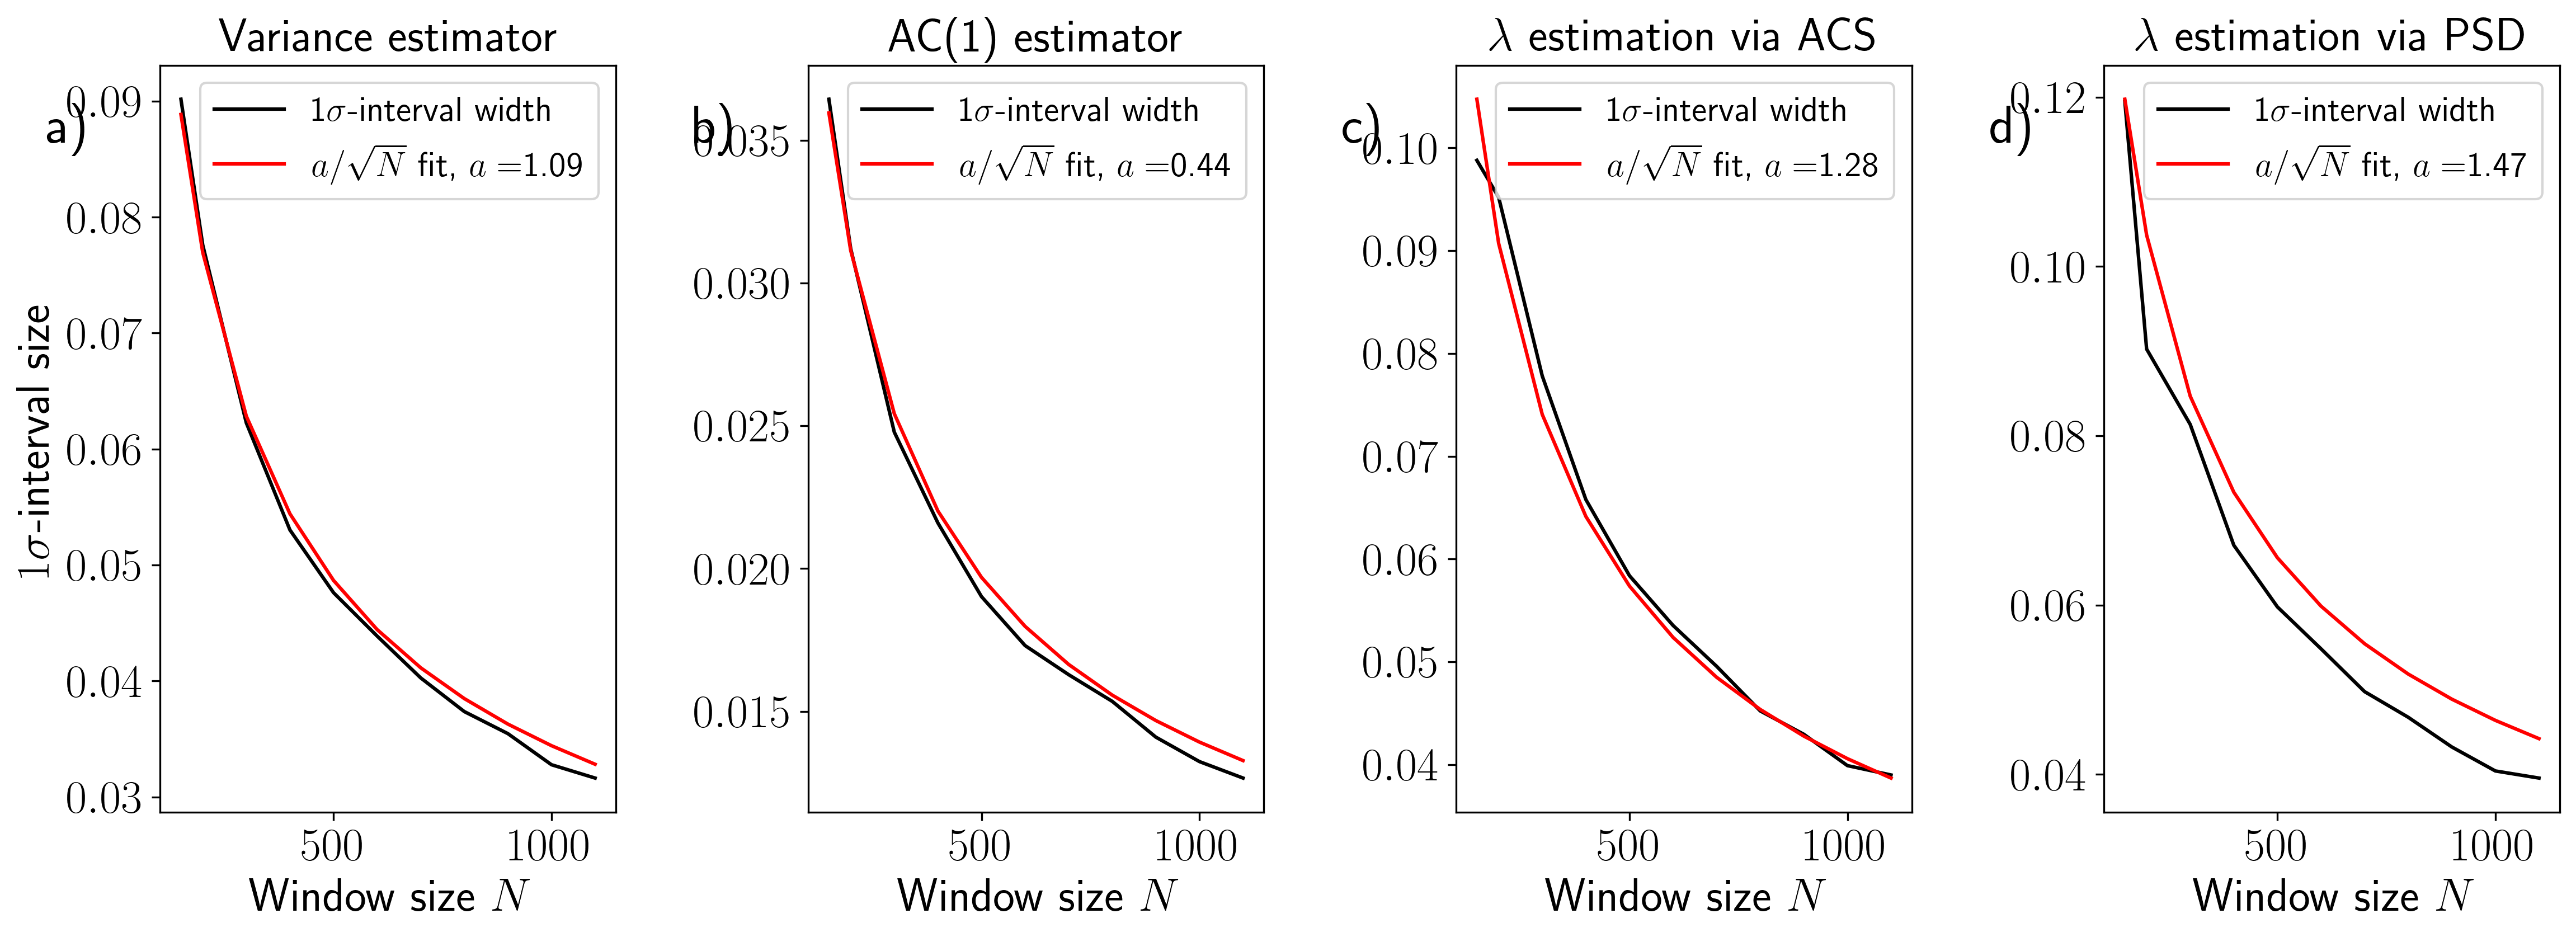 Variance estimator
a)
1σ-interval width
a/√N fit, a =1.09
0.09
0.08
0.07
0.06
0.05
0.04
0.03
1σ-interval size
500 1000
Window size N
AC(1) estimator
b)
1σ-interval width
a/√N fit, a =0.44
0.035
0.030
0.025
0.020
0.015
500 1000
Window size N
λ estimation via ACS
c)
1σ-interval width
a/√N fit, a =1.28
0.10
0.09
0.08
0.07
0.06
0.05
0.04
500 1000
Window size N
λ estimation via PSD
d)
1σ-interval width
a/√N fit, a =1.47
0.12
0.10
0.08
0.06
0.04
500 1000
Window size N